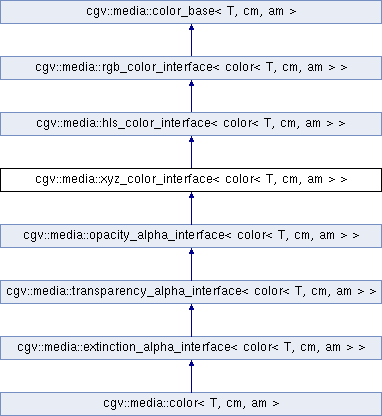 cgv::media::color_base< T, cm, am >
cgv::media::rgb_color_interface< color< T, cm, am > >
cgv::media::hls_color_interface< color< T, cm, am > >
cgv::media::xyz_color_interface< color< T, cm, am > >
cgv::media::opacity_alpha_interface< color< T, cm, am > >
cgv::media::transparency_alpha_interface< color< T, cm, am > >
cgv::media::extinction_alpha_interface< color< T, cm, am > >
cgv::media::color< T, cm, am >